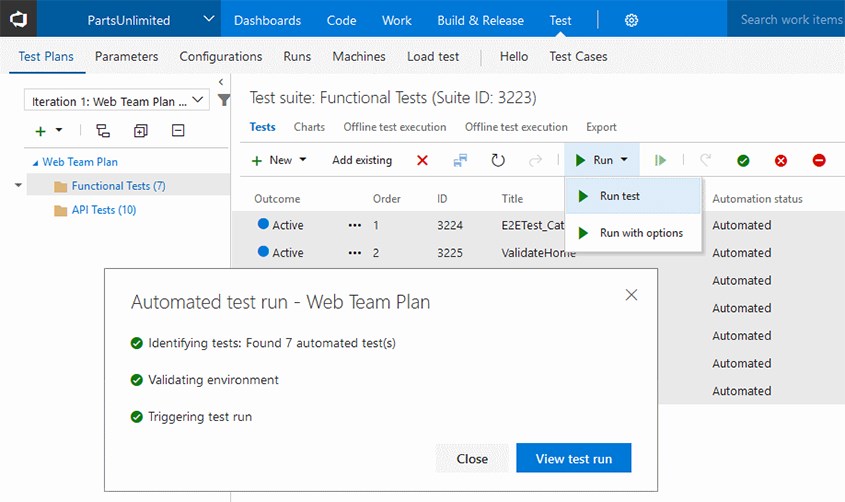 PartsUnlimited Dashboards Code Work Build & Release Test Search work items
Test Plans Parameters Configurations Runs Machines Load test Hello Test Cases
Iteration 1: Web Team Plan ...
Web Team Plan
Functional Tests (7)
API Tests (10)
Test suite: Functional Tests (Suite ID: 3223)
Tests Charts Offline test execution Offline test execution Export
New Add existing Run
Run test
Run with options
Outcome Order ID Title Automation status
Active ••• 1 3224 E2ETest_Cat Automated
Active ••• 2 3225 ValidateHome Automated
Automated
Automated
Automated
Automated
Automated
Automated test run - Web Team Plan
Identifying tests: Found 7 automated test(s)
Validating environment
Triggering test run
Close View test run